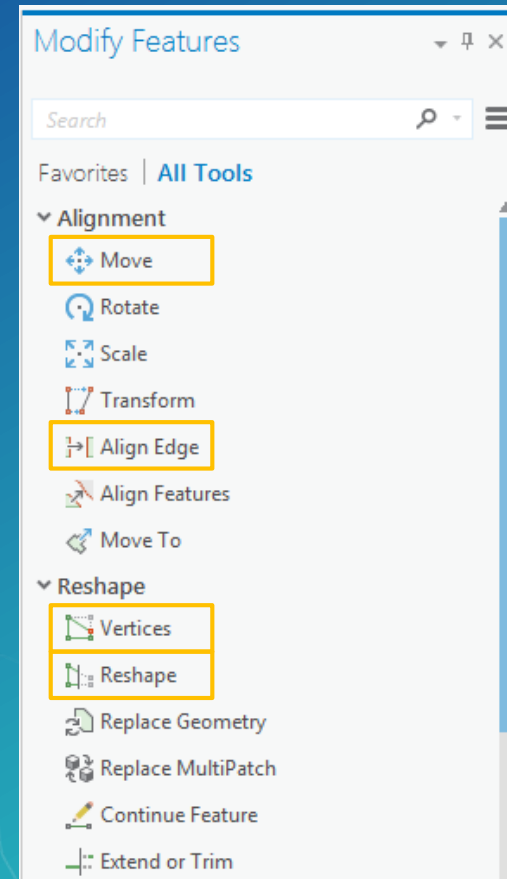 Modify Features
Search
Favorites | All Tools
Alignment
Move
Rotate
Scale
Transform
Align Edge
Align Features
Move To
Reshape
Vertices
Reshape
Replace Geometry
Replace MultiPatch
Continue Feature
Extend or Trim